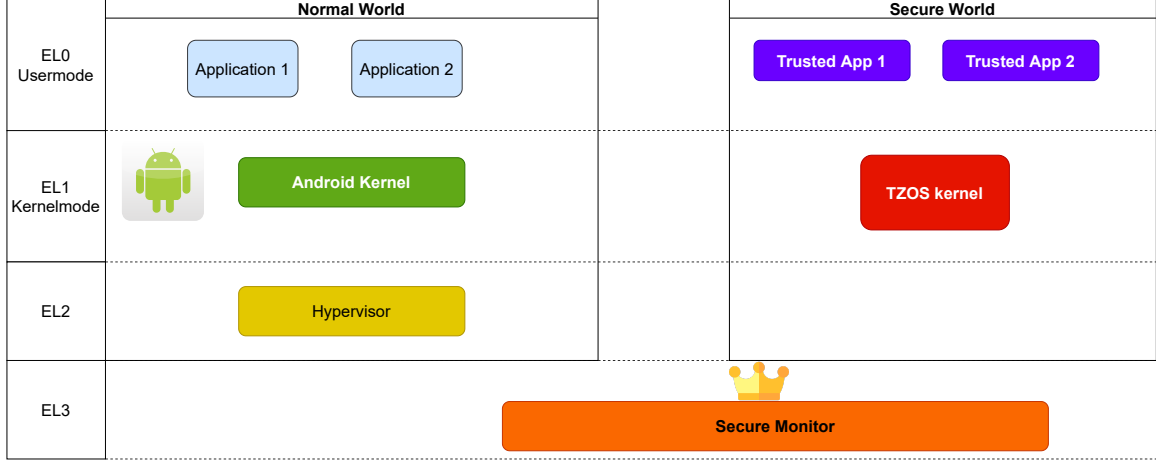 Normal World
Secure World
EL0
Usermode
Application 1
Application 2
Trusted App 1
Trusted App 2
EL1
Kernelmode
Android Kernel
TZOS kernel
EL2
Hypervisor
EL3
Secure Monitor